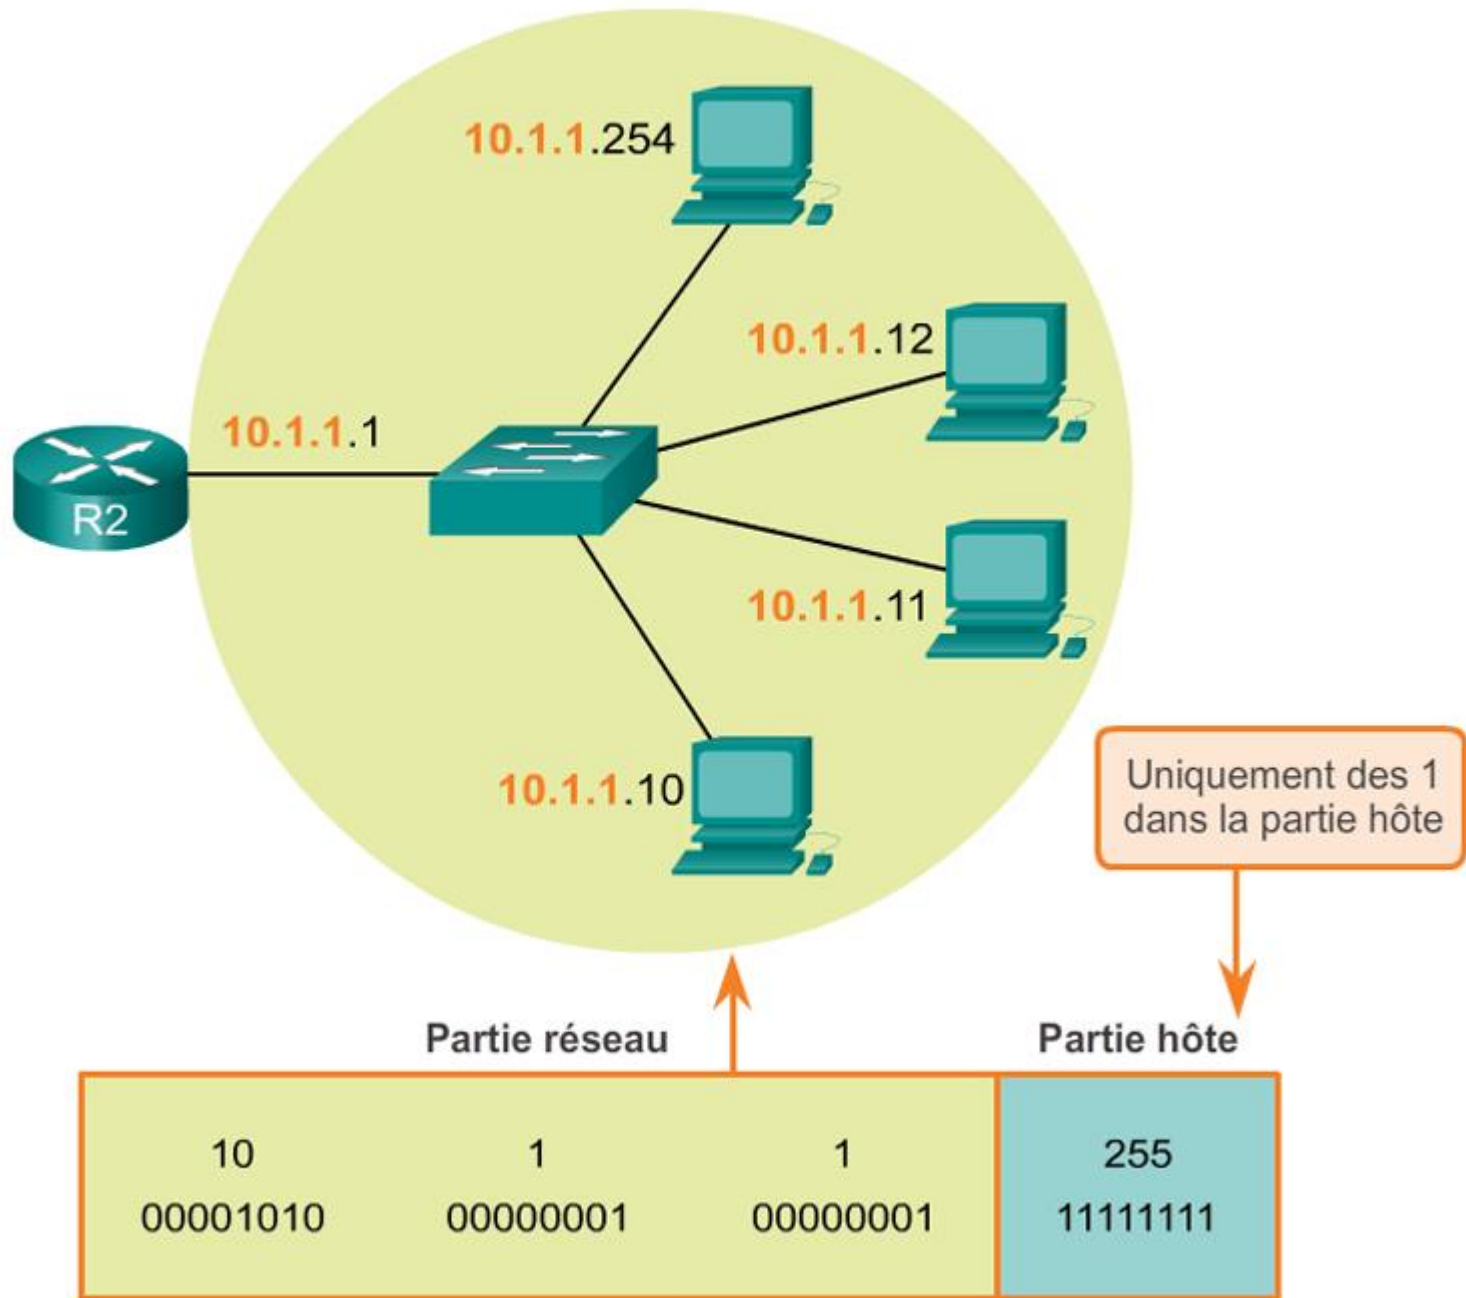 10.1.1.254
10.1.1.12
10.1.1.1
R2
10.1.1.11
10.1.1.10
Uniquement des 1
dans la partie hôte
Partie réseau
Partie hôte
10 1 1 255
00001010 00000001 00000001 11111111